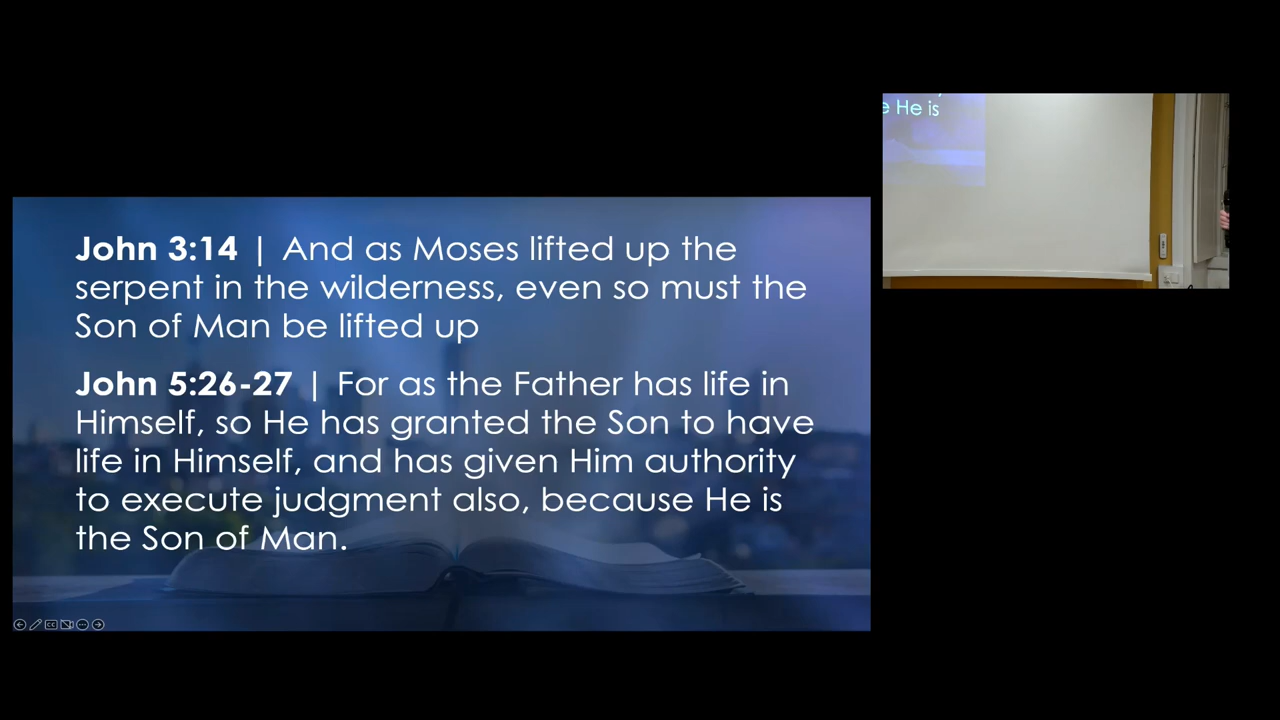 John 3:14 | And as Moses lifted up the
serpent in the wilderness, even so must the
Son of Man be lifted up
John 5:26-27 | For as the Father has life in
Himself, so He has granted the Son to have
life in Himself, and has given Him authority
to execute judgment also, because He is
the Son of Man.
He is